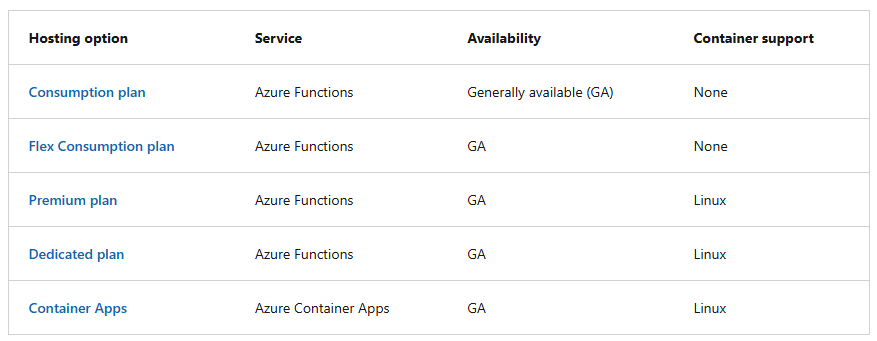 Hosting option Service Availability Container support
Consumption plan Azure Functions Generally available (GA) None
Flex Consumption plan Azure Functions GA None
Premium plan Azure Functions GA Linux
Dedicated plan Azure Functions GA Linux
Container Apps Azure Container Apps GA Linux